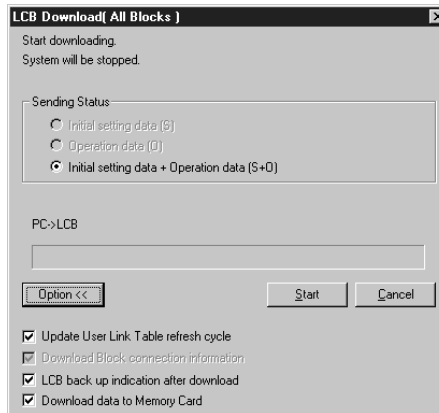 LCB Download( All Blocks )
Start downloading.
System will be stopped.
Sending Status
Initial setting data (S)
Operation data (O)
Initial setting data + Operation data (S+O)
PC->LCB
Option <<
Start
Cancel
Update User Link Table refresh cycle
Download Block connection information
LCB back up indication after download
Download data to Memory Card